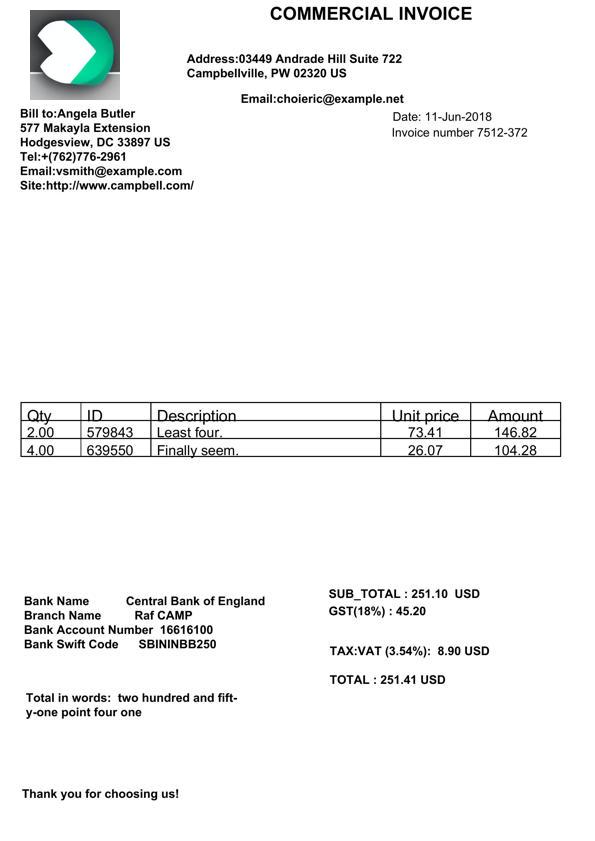 COMMERCIAL INVOICE
Address:03449 Andrade Hill Suite 722
Campbellville, PW 02320 US
Email:choieric@example.net
Bill to:Angela Butler
577 Makayla Extension
Hodgesview, DC 33897 US
Tel:+(762)776-2961
Email:vsmith@example.com
Site:http://www.campbell.com/
Date: 11-Jun-2018
Invoice number 7512-372
Qty ID Description Unit price Amount
2.00 579843 Least four. 73.41 146.82
4.00 639550 Finally seem. 26.07 104.28
Bank Name Central Bank of England
Branch Name Raf CAMP
Bank Account Number 16616100
Bank Swift Code SBININBB250
SUB_TOTAL : 251.10 USD
GST(18%) : 45.20
TAX:VAT (3.54%): 8.90 USD
TOTAL : 251.41 USD
Total in words: two hundred and fift-
y-one point four one
Thank you for choosing us!